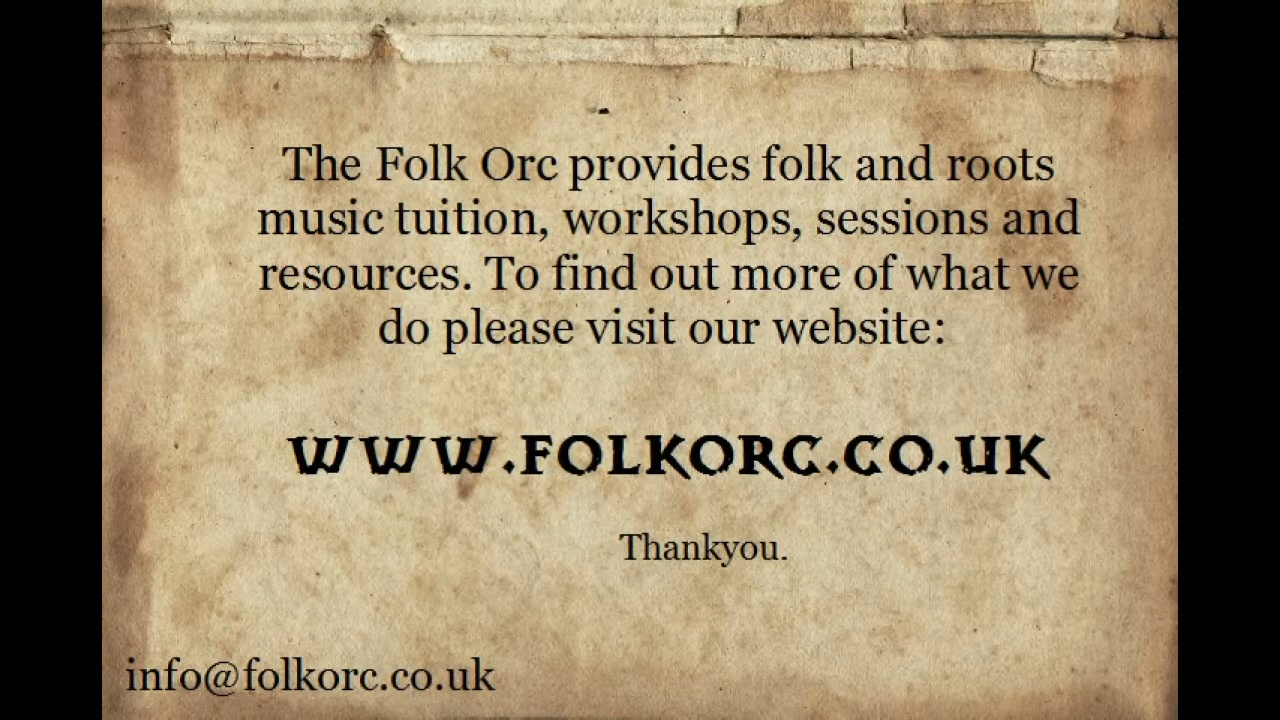 The Folk Orc provides folk and roots
music tuition, workshops, sessions and
resources. To find out more of what we
do please visit our website:
WWW.FOLKORC.CO.UK
Thankyou.
info@folkorc.co.uk